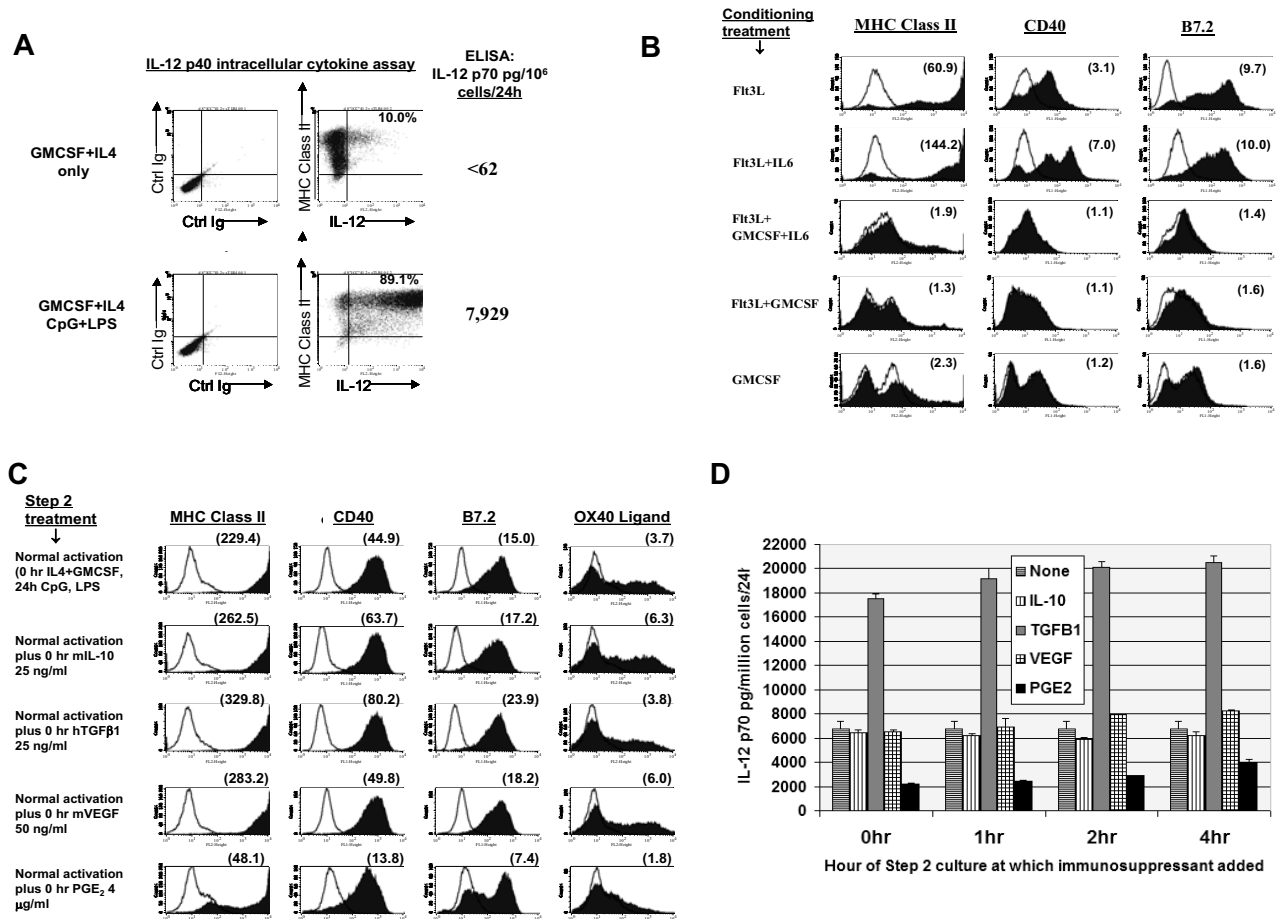 A
IL-12 p40 intracellular cytokine assay
ELISA:
IL-12 p70 pg/10⁶
cells/24h
GMCSF+IL4
only
Ctrl Ig
Ctrl Ig
MHC Class II
10.0%
IL-12
<62
GMCSF+IL4
CpG+LPS
Ctrl Ig
Ctrl Ig
MHC Class II
89.1%
IL-12
7,929
B
Conditioning
treatment
MHC Class II
CD40
B7.2
Flt3L
(60.9)
(3.1)
(9.7)
Flt3L+IL6
(144.2)
(7.0)
(10.0)
Flt3L+
GMCSF+IL6
(1.9)
(1.1)
(1.4)
Flt3L+GMCSF
(1.3)
(1.1)
(1.6)
GMCSF
(2.3)
(1.2)
(1.6)
C
Step 2
treatment
MHC Class II
CD40
B7.2
OX40 Ligand
Normal activation
(0 hr IL4+GMCSF,
24h CpG, LPS
(229.4)
(44.9)
(15.0)
(3.7)
Normal activation
plus 0 hr mIL-10
25 ng/ml
(262.5)
(63.7)
(17.2)
(6.3)
Normal activation
plus 0 hr hTGFβ1
25 ng/ml
(329.8)
(80.2)
(23.9)
(3.8)
Normal activation
plus 0 hr mVEGF
50 ng/ml
(283.2)
(49.8)
(18.2)
(6.0)
Normal activation
plus 0 hr PGE₂ 4
µg/ml
(48.1)
(13.8)
(7.4)
(1.8)
D
IL-12 p70 pg/million cells/24h
22000
20000
18000
16000
14000
12000
10000
8000
6000
4000
2000
0
None
IL-10
TGFB1
VEGF
PGE2
0hr
1hr
2hr
4hr
Hour of Step 2 culture at which immunosuppressant added